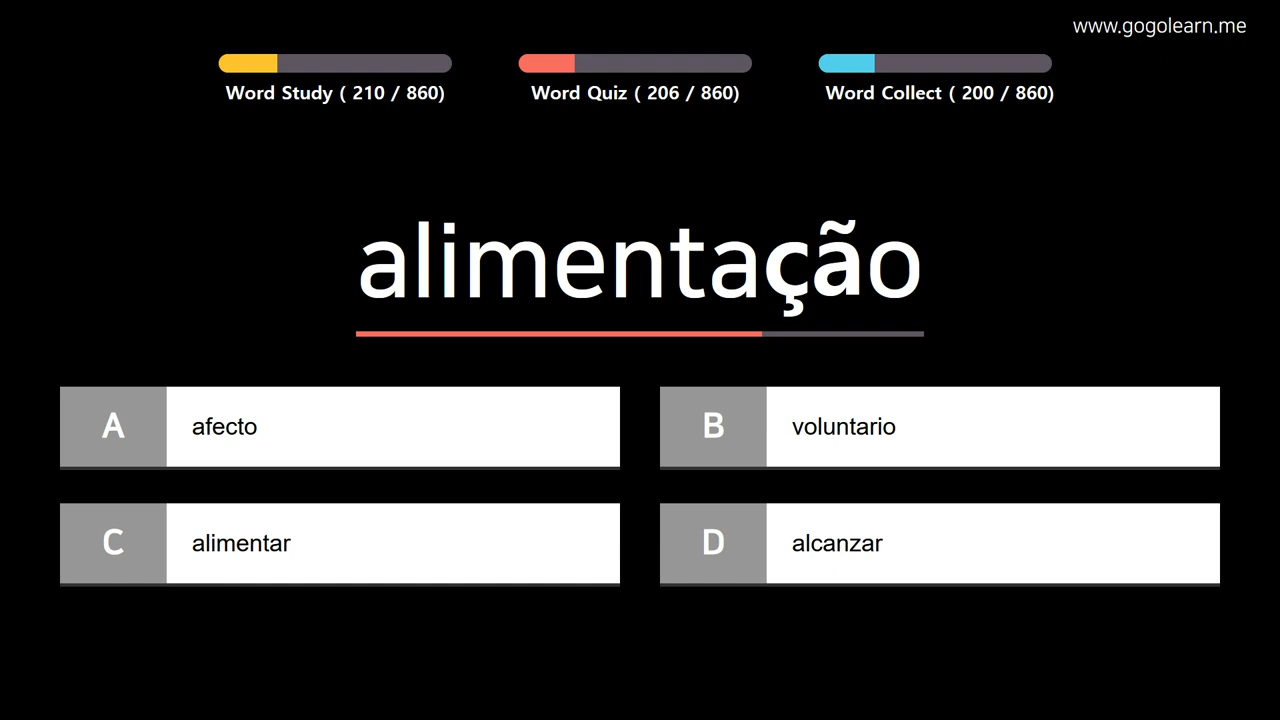 www.gogolearn.me
Word Study ( 210 / 860)
Word Quiz ( 206 / 860)
Word Collect ( 200 / 860)
alimentação
A afecto
B voluntario
C alimentar
D alcanzar